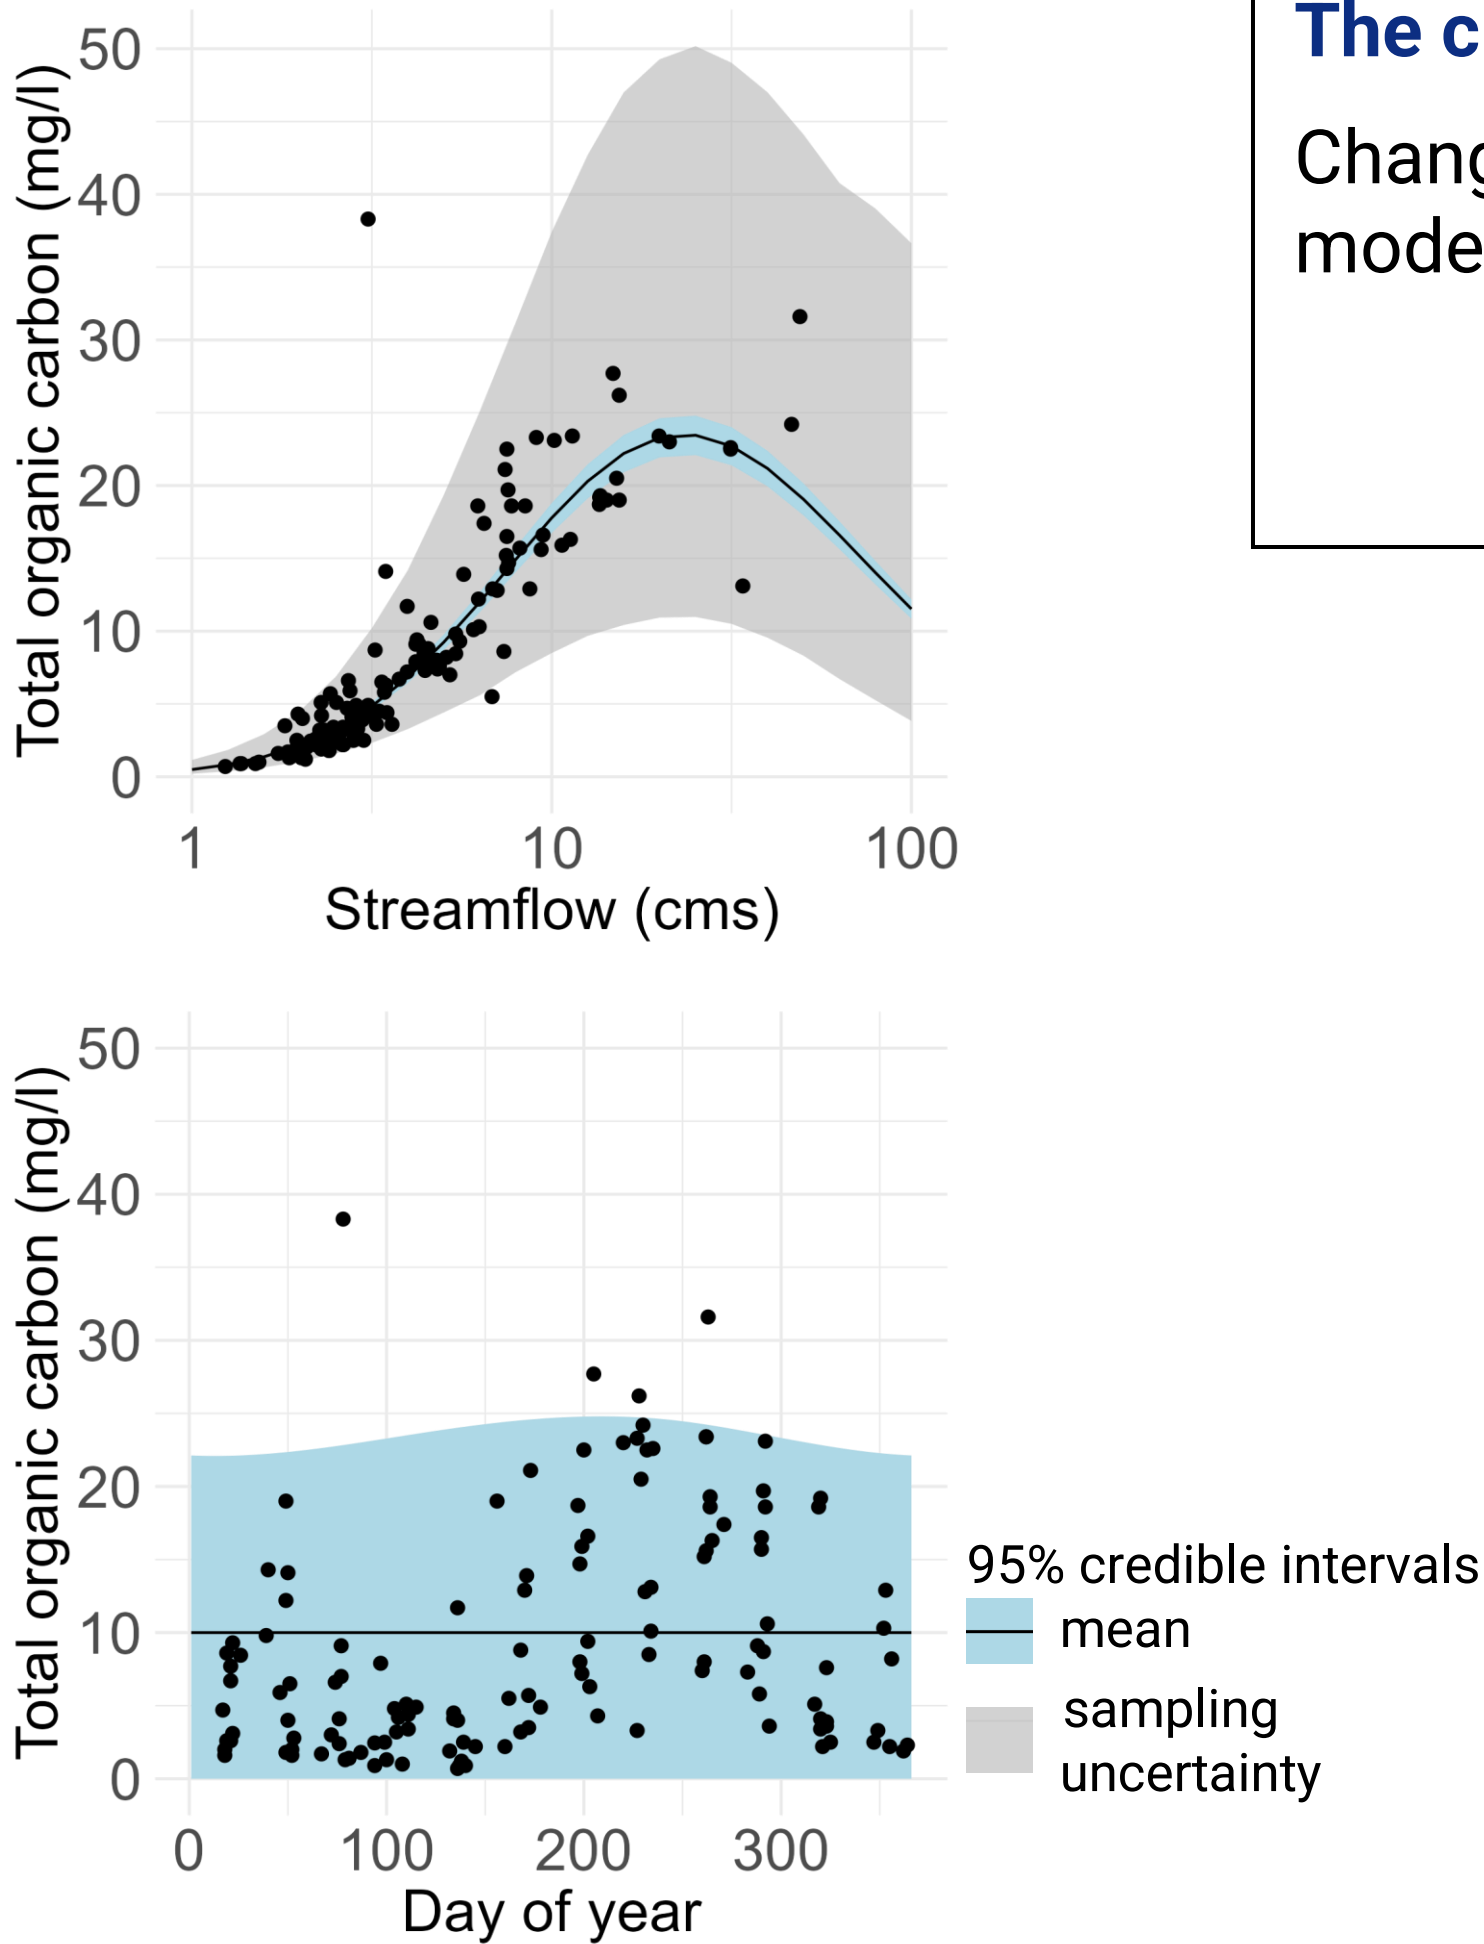 The c
Chang
mode
Total organic carbon (mg/l)
50
40
30
20
10
0
1 10 100
Streamflow (cms)
Total organic carbon (mg/l)
50
40
30
20
10
0
0 100 200 300
Day of year
95% credible intervals
mean
sampling
uncertainty